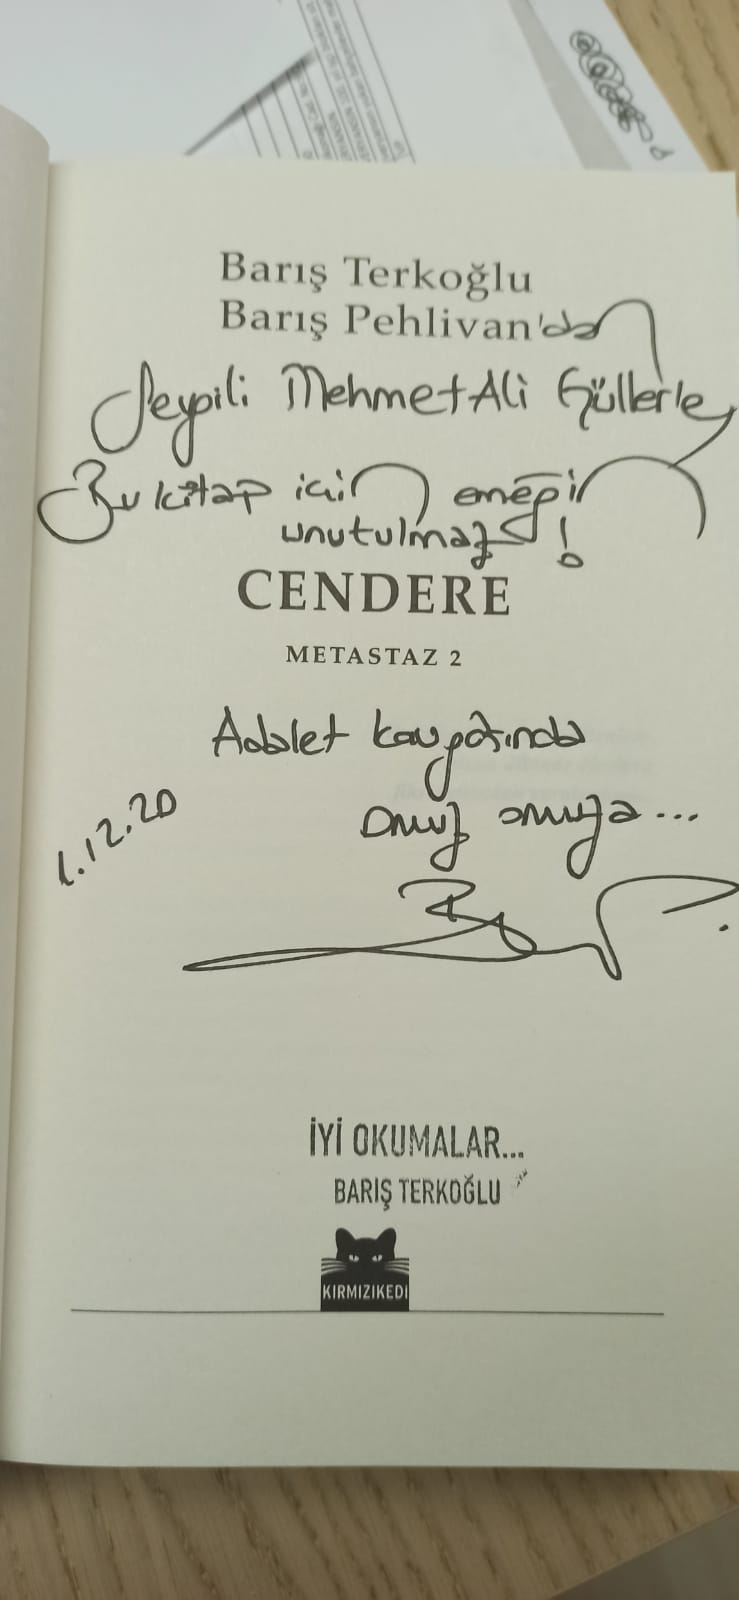 Barış Terkoğlu
Barış Pehlivan'dan
Sevgili Mehmet Ali Güller'e
Bu kitap için emeğin
unutulmaz!
CENDERE
METASTAZ 2
Adalet kavgasında
omuz omuza...
1.12.20
İYİ OKUMALAR...
BARIŞ TERKOĞLU
KIRMIZIKEDİ